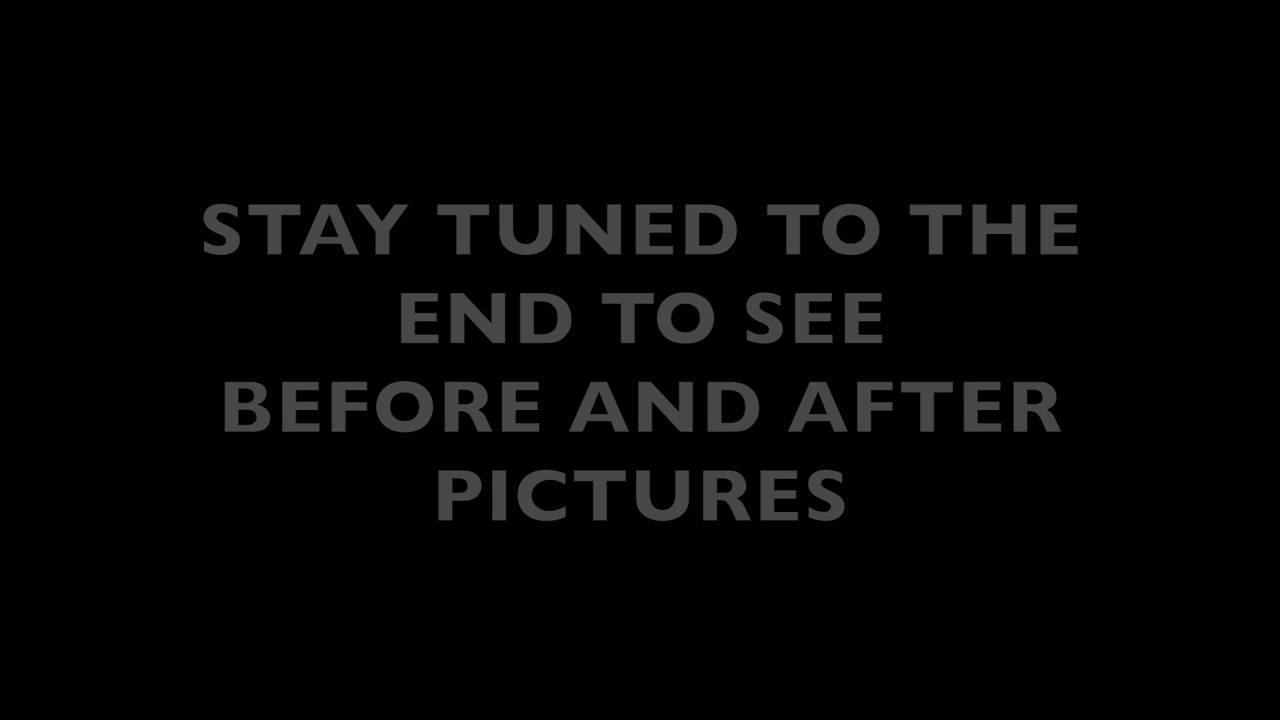 STAY TUNED TO THE
END TO SEE
BEFORE AND AFTER
PICTURES